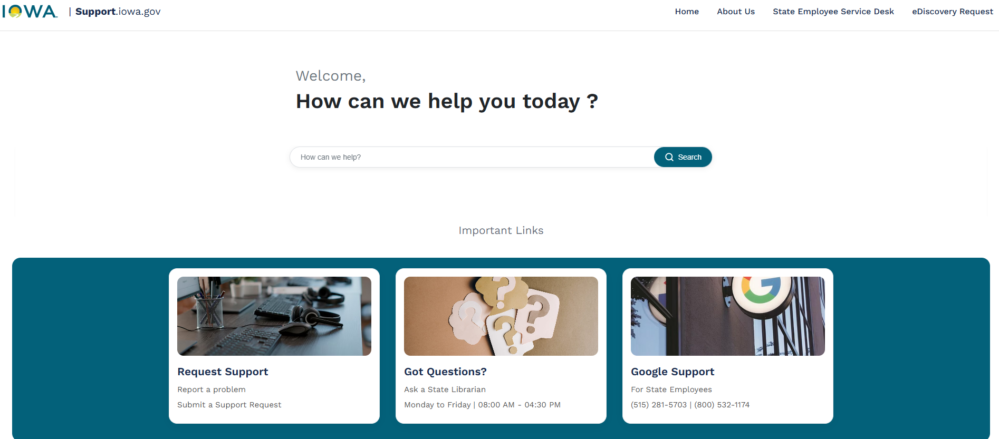 IOWA | Support.iowa.gov
Home About Us State Employee Service Desk eDiscovery Request
Welcome,
How can we help you today ?
How can we help? Search
Important Links
Request Support
Report a problem
Submit a Support Request
Got Questions?
Ask a State Librarian
Monday to Friday | 08:00 AM - 04:30 PM
G
Google Support
For State Employees
(515) 281-5703 | (800) 532-1174